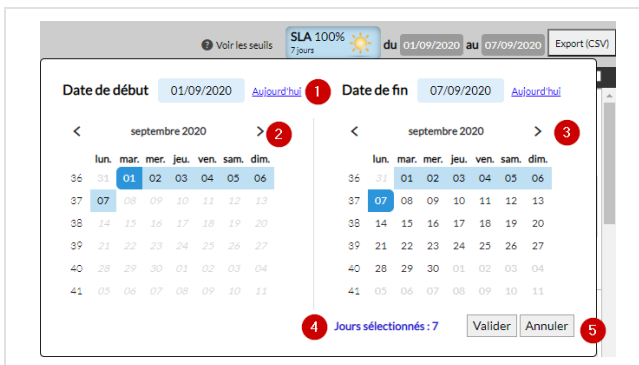 ? Voir les seuils SLA 100% 7 jours du 01/09/2020 au 07/09/2020 Export (CSV)
Date de début 01/09/2020 Aujourd'hui 1 Date de fin 07/09/2020 Aujourd'hui
< septembre 2020 > 2
lun. mar. mer. jeu. ven. sam. dim.
36 31 01 02 03 04 05 06
37 07 08 09 10 11 12 13
38 14 15 16 17 18 19 20
39 21 22 23 24 25 26 27
40 28 29 30 01 02 03 04
41 05 06 07 08 09 10 11
< septembre 2020 > 3
lun. mar. mer. jeu. ven. sam. dim.
36 31 01 02 03 04 05 06
37 07 08 09 10 11 12 13
38 14 15 16 17 18 19 20
39 21 22 23 24 25 26 27
40 28 29 30 01 02 03 04
41 05 06 07 08 09 10 11
4 Jours sélectionnés : 7 Valider Annuler 5